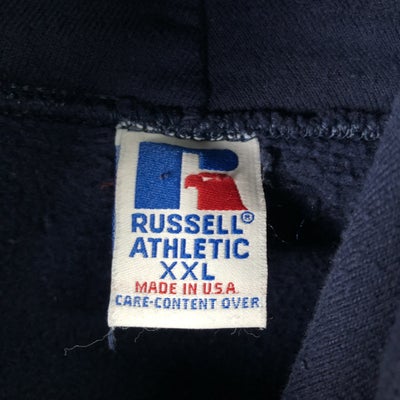 RUSSELL®
ATHLETIC
XXL
MADE IN U.S.A.
CARE-CONTENT OVER